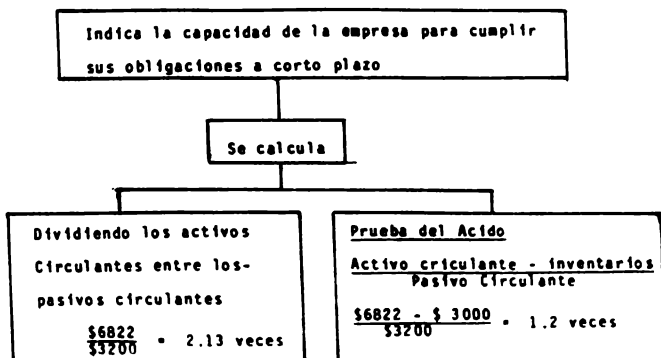 Indica la capacidad de la empresa para cumplir
sus obligaciones a corto plazo
Se calcula
Dividiendo los activos
Circulantes entre los-
pasivos circulantes
$6822
$3200 = 2.13 veces
Prueba del Acido
Activo criculante - inventarios
Pasivo Circulante
$6822 - $ 3000
$3200 = 1.2 veces